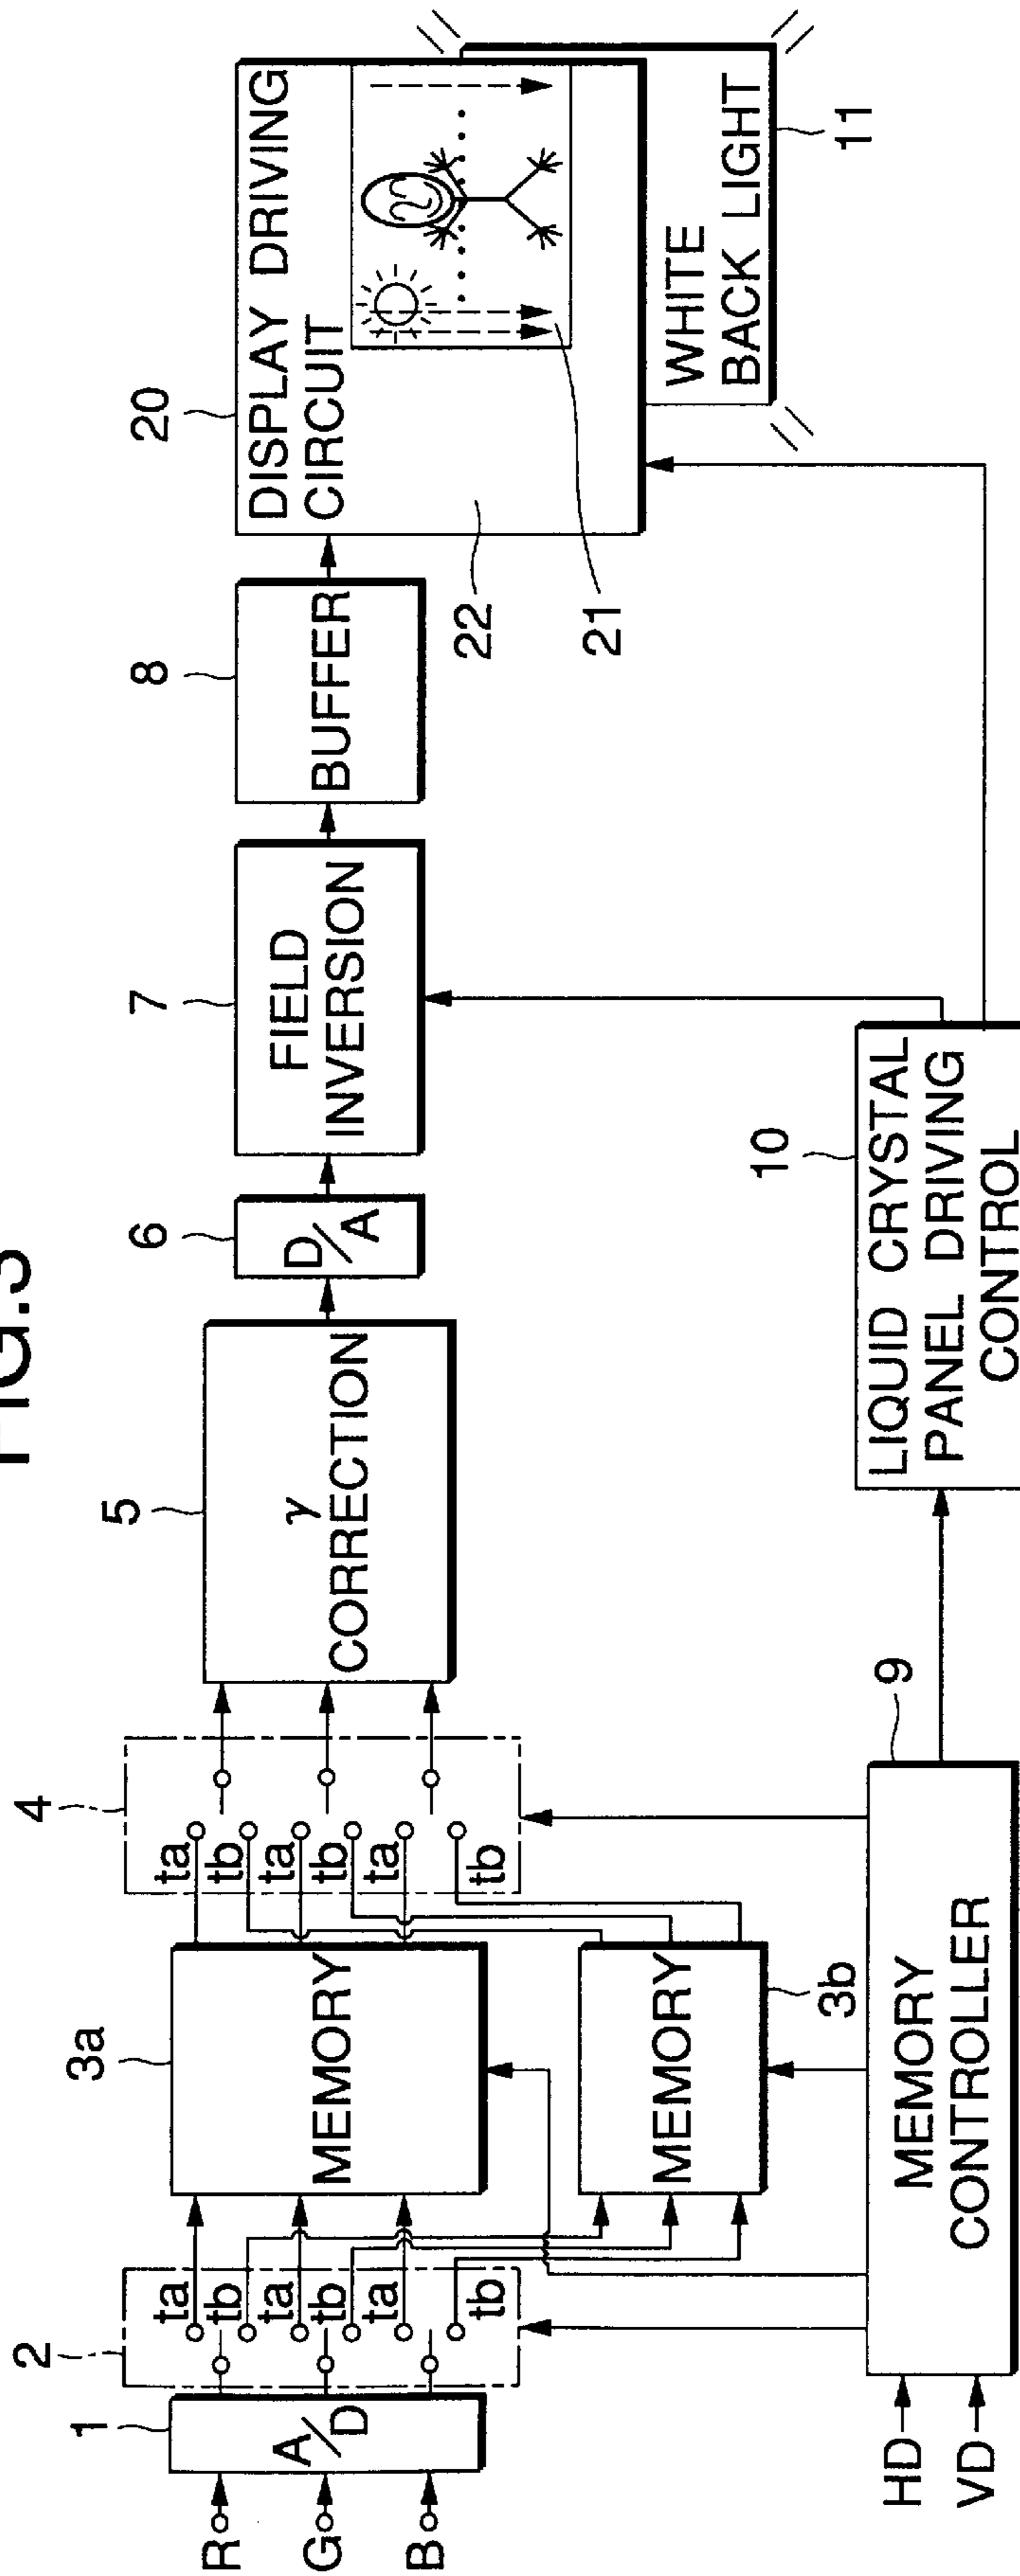 FIG.3
1
2
3a
4
5
6
7
8
20
R
G
B
A/D
ta
tb
ta
tb
ta
tb
MEMORY
MEMORY
3b
ta
tb
ta
tb
ta
tb
γ
CORRECTION
D/A
FIELD
INVERSION
BUFFER
DISPLAY DRIVING
CIRCUIT
22
21
WHITE
BACK LIGHT
11
HD
VD
MEMORY
CONTROLLER
9
LIQUID CRYSTAL
PANEL DRIVING
CONTROL
10